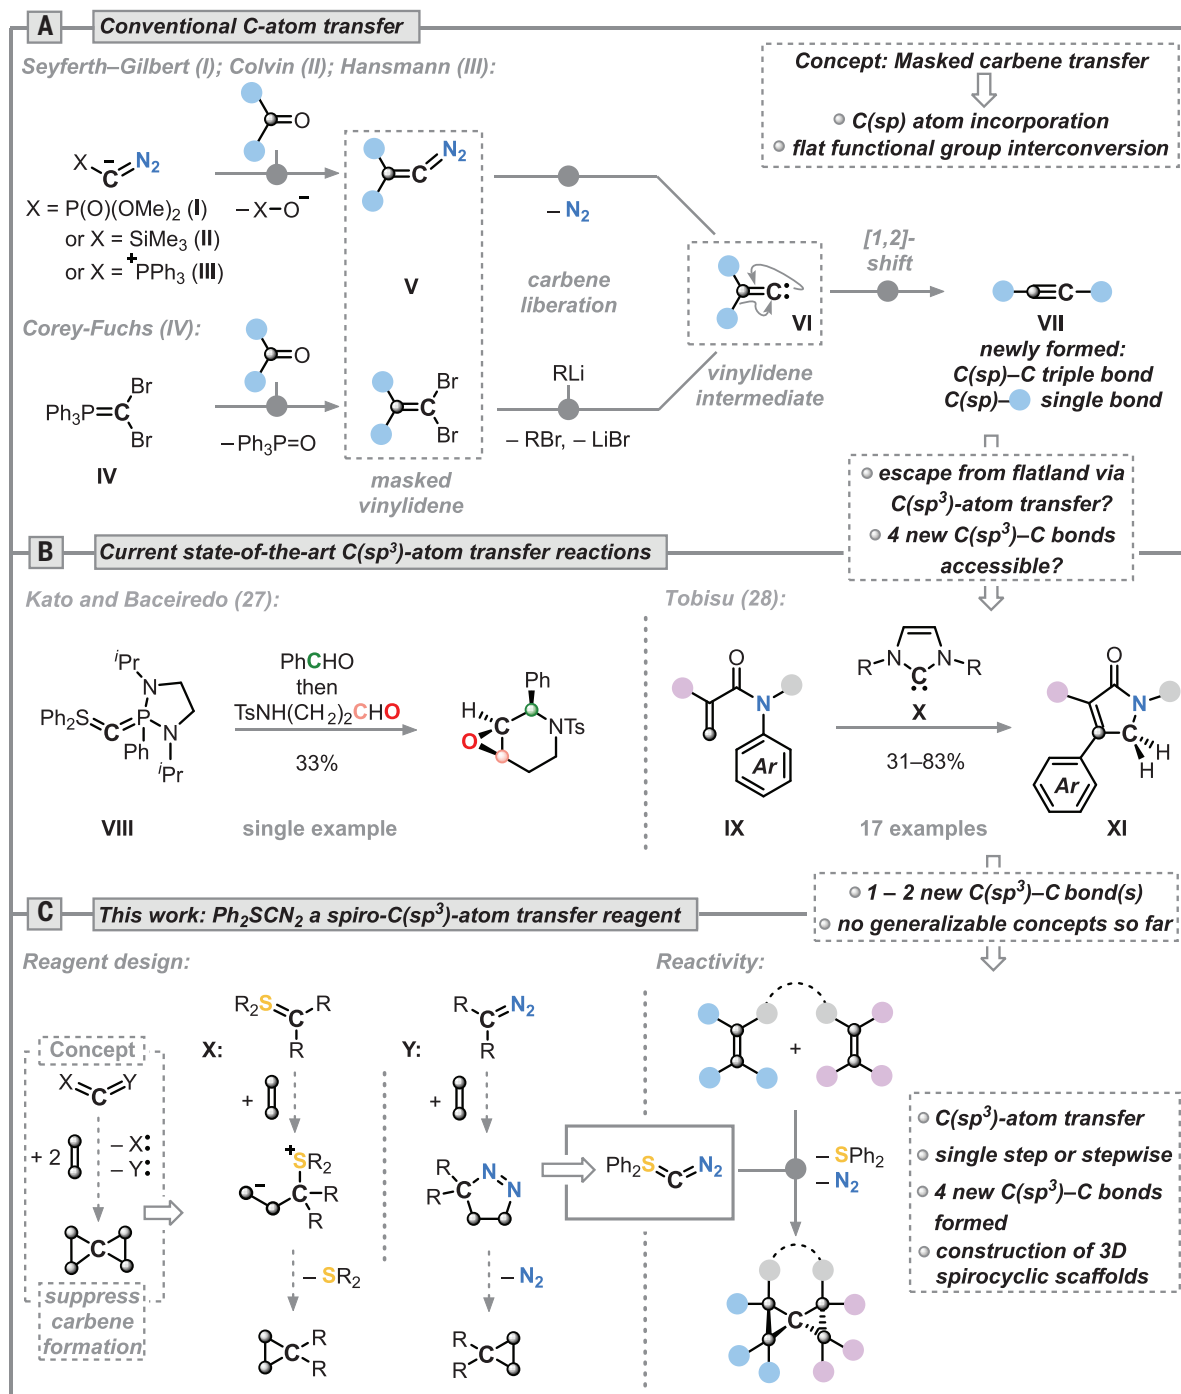 A Conventional C-atom transfer
Seyferth–Gilbert (I); Colvin (II); Hansmann (III):
Concept: Masked carbene transfer
C(sp) atom incorporation
flat functional group interconversion
O
X C N2
–
– X–O–
C N2
– N2
X = P(O)(OMe)2 (I)
or X = SiMe3 (II)
or X = +PPh3 (III)
V
carbene
liberation
C:
VI
[1,2]-
shift
C
VII
Corey-Fuchs (IV):
O
Ph3P=C Br Br
IV
–Ph3P=O
C Br Br
masked
vinylidene
RLi
– RBr, – LiBr
vinylidene
intermediate
newly formed:
C(sp)–C triple bond
C(sp)– single bond
escape from flatland via
C(sp3)-atom transfer?
4 new C(sp3)–C bonds
accessible?
B Current state-of-the-art C(sp3)-atom transfer reactions
Kato and Baceiredo (27):
Ph2S C P N iPr N iPr Ph
VIII
PhCHO
then
TsNH(CH2)2CHO
33%
single example
Ph H O NTs
Tobisu (28):
O N Ar
IX
R N N R C:
X
31–83%
17 examples
O N C H H Ar
XI
1 – 2 new C(sp3)–C bond(s)
no generalizable concepts so far
C This work: Ph2SCN2 a spiro-C(sp3)-atom transfer reagent
Reagent design:
Concept
X C Y
+ 2
– X:
– Y:
C
suppress
carbene
formation
X:
R2S C R R
+
+ SR2 – C R R
– SR2
C R R
Y:
R C N2 R
+
R R C N N
– N2
R R C
Ph2S C N2
Reactivity:
+
– SPh2
– N2
C
C(sp3)-atom transfer
single step or stepwise
4 new C(sp3)–C bonds
formed
construction of 3D
spirocyclic scaffolds